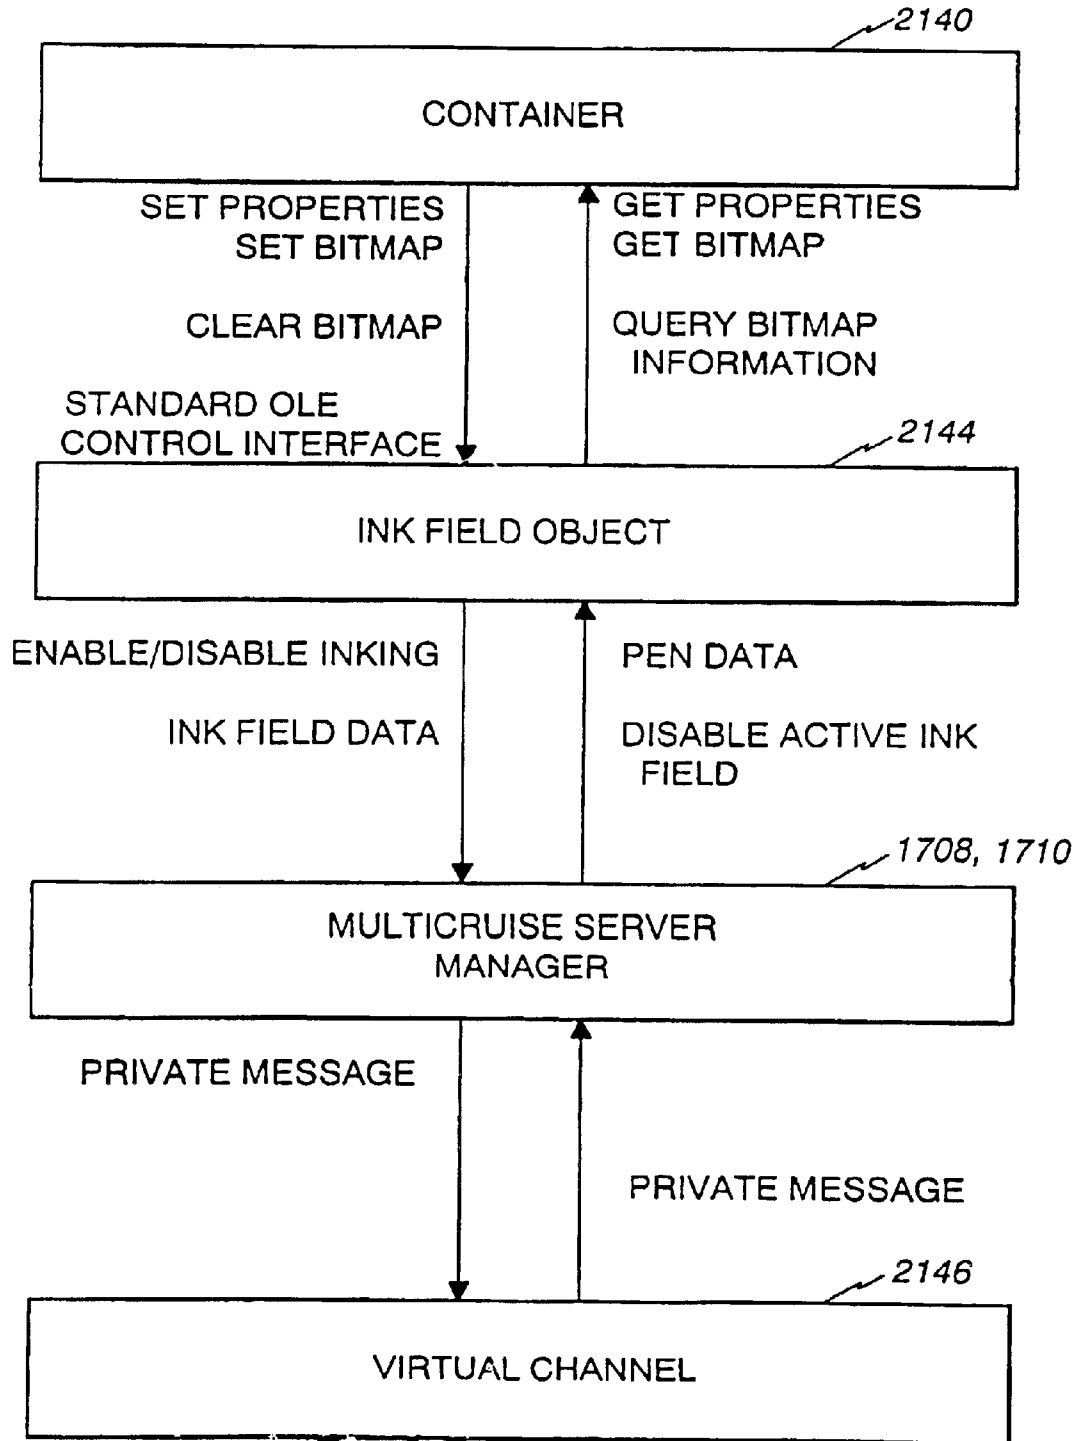 2140
CONTAINER
SET PROPERTIES
SET BITMAP
CLEAR BITMAP
STANDARD OLE
CONTROL INTERFACE
GET PROPERTIES
GET BITMAP
QUERY BITMAP
INFORMATION
2144
INK FIELD OBJECT
ENABLE/DISABLE INKING
INK FIELD DATA
PEN DATA
DISABLE ACTIVE INK
FIELD
1708, 1710
MULTICRUISE SERVER
MANAGER
PRIVATE MESSAGE
PRIVATE MESSAGE
2146
VIRTUAL CHANNEL